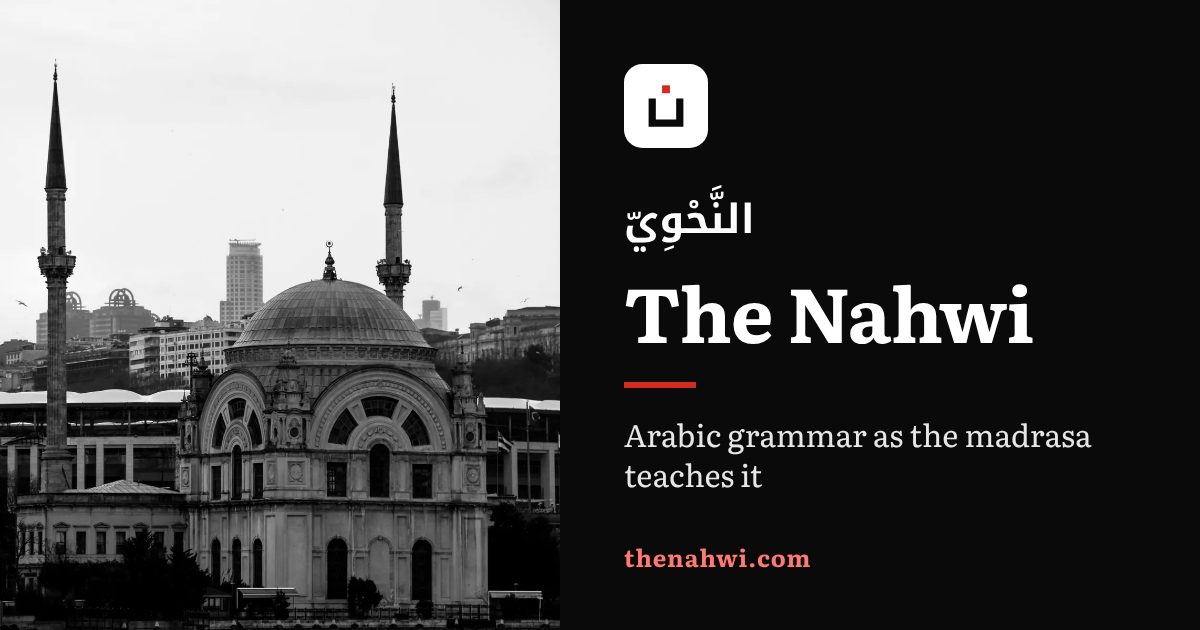 ن
النَّحْوِيّ
The Nahwi
Arabic grammar as the madrasa
teaches it
thenahwi.com